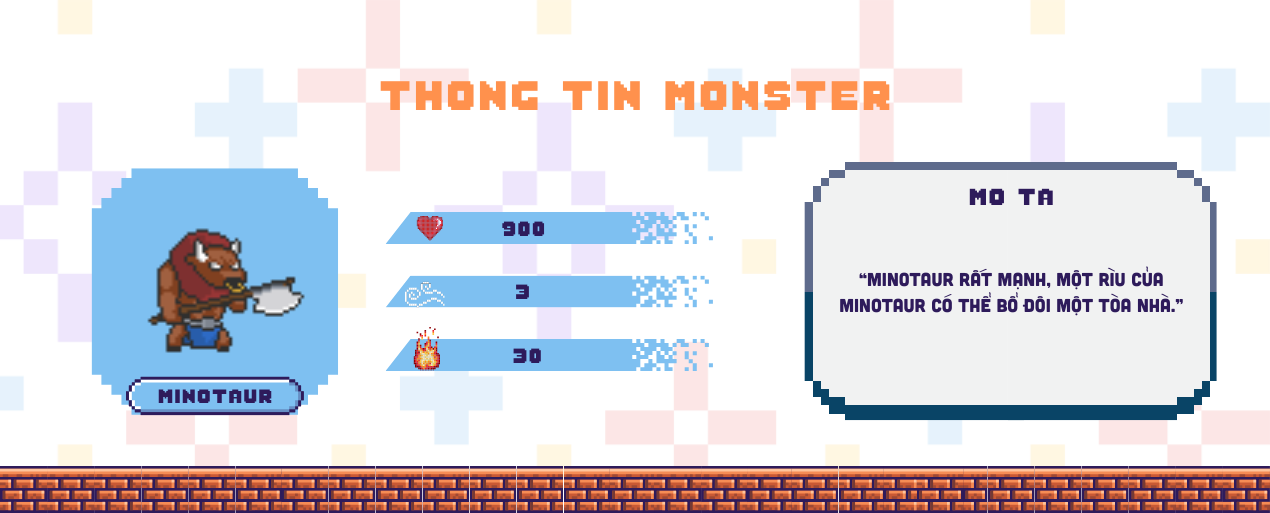 THONG TIN MONSTER
MINOTAUR
900
3
30
MO TA
“MINOTAUR RẤT MẠNH, MỘT RÌU CỦA
MINOTAUR CÓ THỂ BỔ ĐÔI MỘT TÒA NHÀ.”